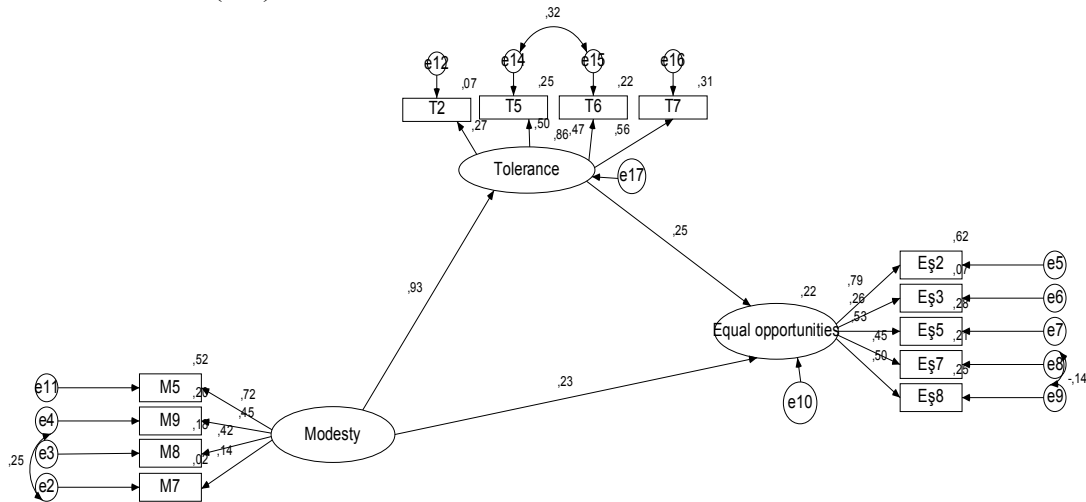 ,32
e12
e14
e15
e16
,07
,25
,22
,31
T2
T5
T6
T7
,27
,50
,86
,47
,56
Tolerance
e17
,25
,93
,62
Eş2
e5
,07
,79
,22
,26
Eş3
e6
,28
,53
Equal opportunities
Eş5
e7
,21
,45
Eş7
e8
,50
,25
-,14
Eş8
e9
e10
,23
,52
e11
M5
,72
,20
,45
e4
M9
,42
Modesty
e3
M8
,14
,25
,02
e2
M7